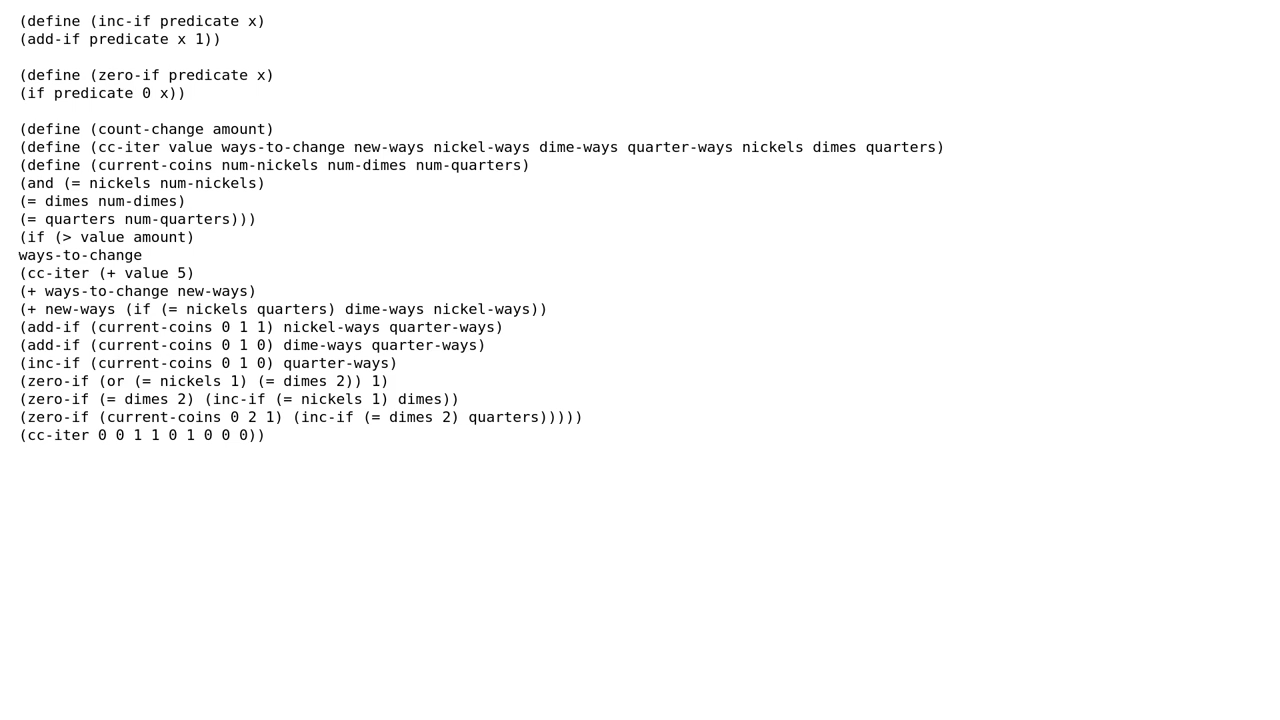 (define (inc-if predicate x)
(add-if predicate x 1))

(define (zero-if predicate x)
(if predicate 0 x))

(define (count-change amount)
(define (cc-iter value ways-to-change new-ways nickel-ways dime-ways quarter-ways nickels dimes quarters)
(define (current-coins num-nickels num-dimes num-quarters)
(and (= nickels num-nickels)
(= dimes num-dimes)
(= quarters num-quarters)))
(if (> value amount)
ways-to-change
(cc-iter (+ value 5)
(+ ways-to-change new-ways)
(+ new-ways (if (= nickels quarters) dime-ways nickel-ways))
(add-if (current-coins 0 1 1) nickel-ways quarter-ways)
(add-if (current-coins 0 1 0) dime-ways quarter-ways)
(inc-if (current-coins 0 1 0) quarter-ways)
(zero-if (or (= nickels 1) (= dimes 2)) 1)
(zero-if (= dimes 2) (inc-if (= nickels 1) dimes))
(zero-if (current-coins 0 2 1) (inc-if (= dimes 2) quarters)))))
(cc-iter 0 0 1 1 0 1 0 0 0))